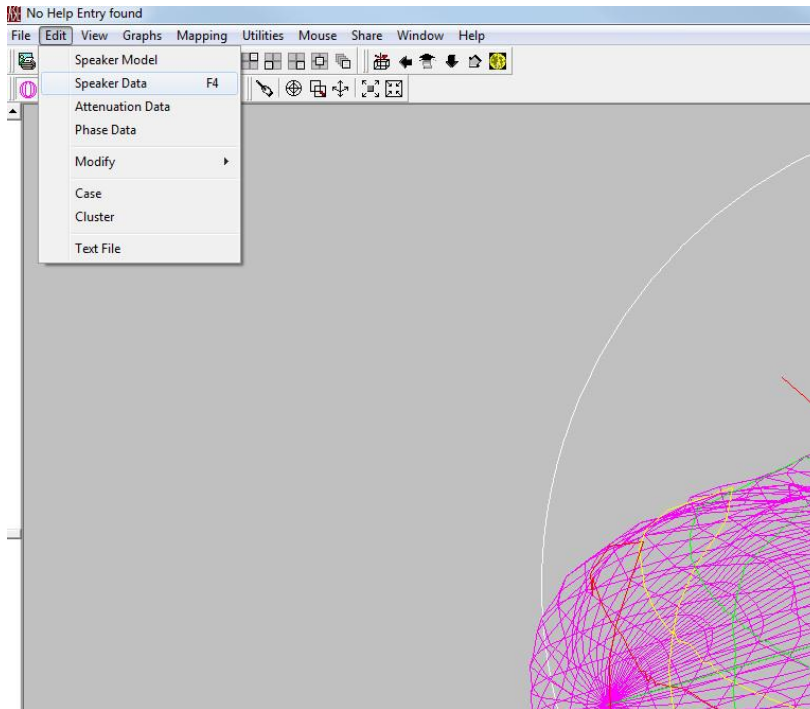 No Help Entry found
File Edit View Graphs Mapping Utilities Mouse Share Window Help
Speaker Model
Speaker Data F4
Attenuation Data
Phase Data
Modify
Case
Cluster
Text File